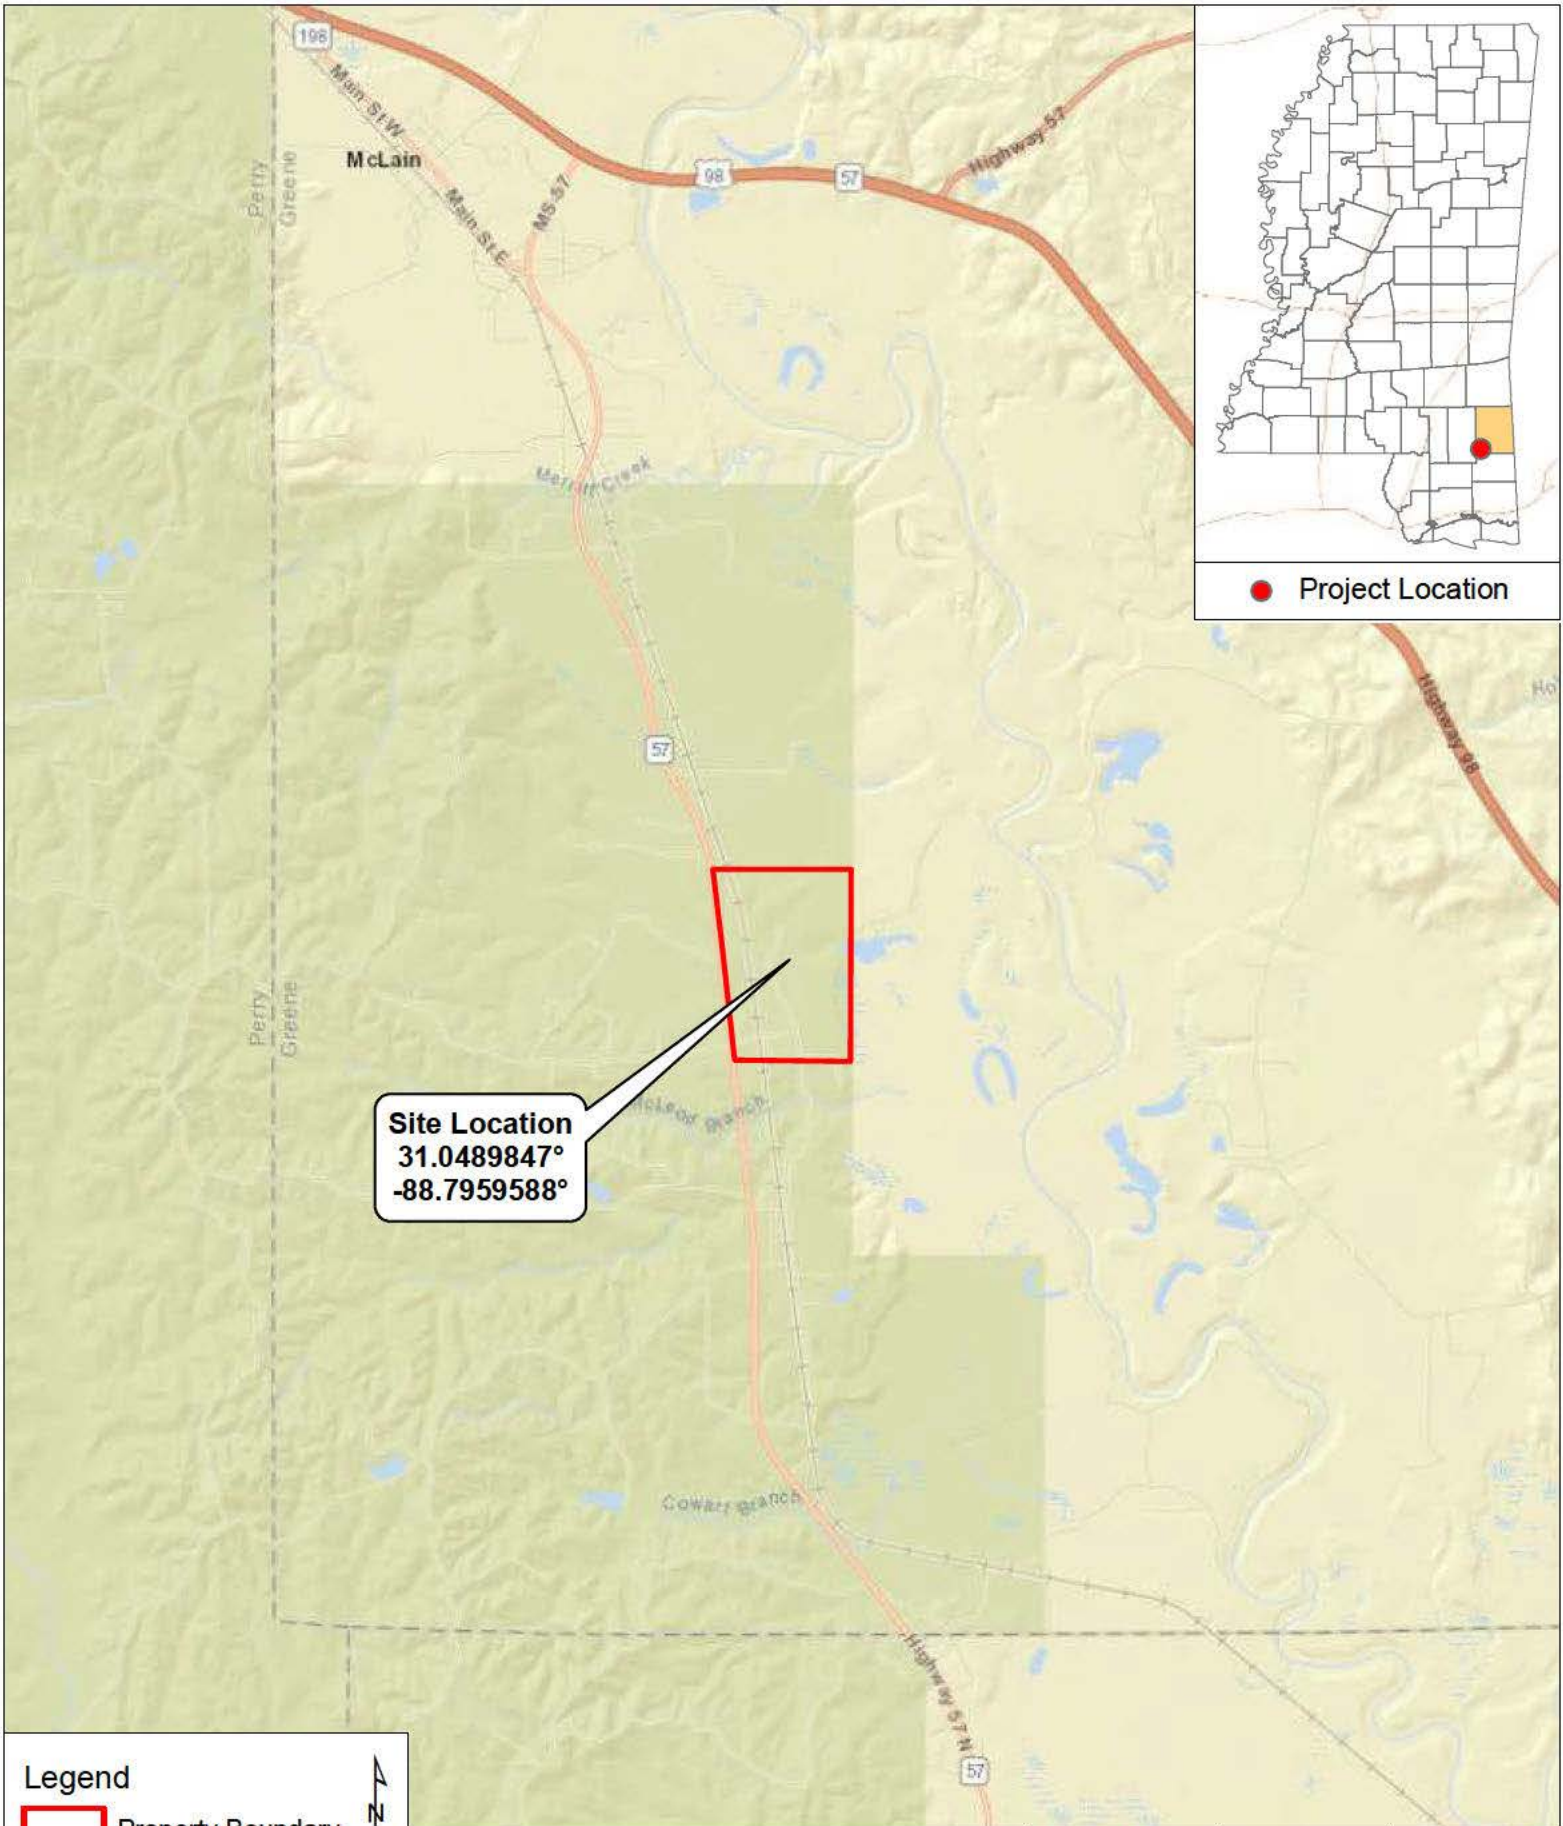 198
Main St W
McLain
Perry
Greene
Main St E
MS-57
98
57
Highway 57
Project Location
Merritt Creek
57
Highway 98
Perry
Greene
Site Location
31.0489847°
-88.7959588°
McLeod Branch
Cowart Branch
Highway 57 N
57
Legend
N
Property Boundary